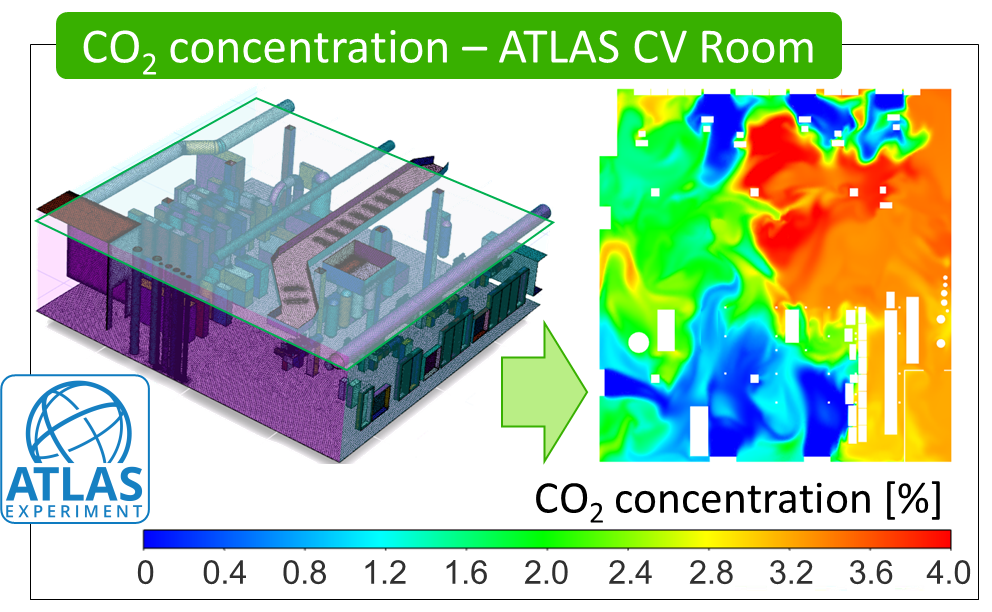 CO₂ concentration – ATLAS CV Room
ATLAS
EXPERIMENT
CO₂ concentration [%]
0 0.4 0.8 1.2 1.6 2.0 2.4 2.8 3.2 3.6 4.0